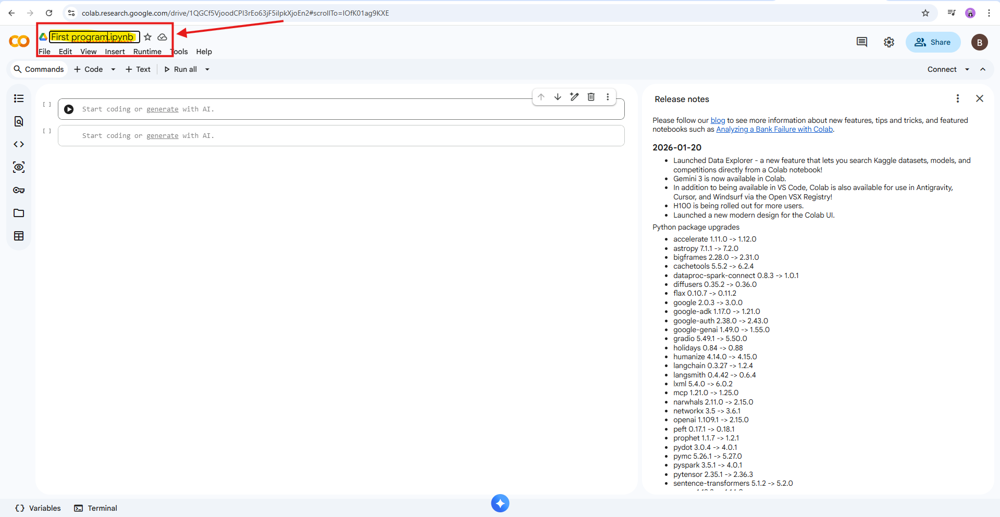 colab.research.google.com/drive/1QGCf5VjoodCPI3rEo63jF5ilpkXjoEn2#scrollTo=IOfK01ag9KXE
First program.ipynb
File Edit View Insert Runtime Tools Help
Share
B
Commands + Code + Text Run all
Connect
[ ] Start coding or generate with AI.
[ ] Start coding or generate with AI.
Release notes
Please follow our blog to see more information about new features, tips and tricks, and featured
notebooks such as Analyzing a Bank Failure with Colab.
2026-01-20
Launched Data Explorer - a new feature that lets you search Kaggle datasets, models, and
competitions directly from a Colab notebook!
Gemini 3 is now available in Colab.
In addition to being available in VS Code, Colab is also available for use in Antigravity,
Cursor, and Windsurf via the Open VSX Registry!
H100 is being rolled out for more users.
Launched a new modern design for the Colab UI.
Python package upgrades
accelerate 1.11.0 -> 1.12.0
astropy 7.1.1 -> 7.2.0
bigframes 2.28.0 -> 2.31.0
cachetools 5.5.2 -> 6.2.4
dataproc-spark-connect 0.8.3 -> 1.0.1
diffusers 0.35.2 -> 0.36.0
flax 0.10.7 -> 0.11.2
google 2.0.3 -> 3.0.0
google-adk 1.17.0 -> 1.21.0
google-auth 2.38.0 -> 2.43.0
google-genai 1.49.0 -> 1.55.0
gradio 5.49.1 -> 5.50.0
holidays 0.84 -> 0.88
humanize 4.14.0 -> 4.15.0
langchain 0.3.27 -> 1.2.4
langsmith 0.4.42 -> 0.6.4
lxml 5.4.0 -> 6.0.2
mcp 1.21.0 -> 1.25.0
narwhals 2.11.0 -> 2.15.0
networkx 3.5 -> 3.6.1
openai 1.109.1 -> 2.15.0
peft 0.17.1 -> 0.18.1
prophet 1.1.7 -> 1.2.1
pydot 3.0.4 -> 4.0.1
pymc 5.26.1 -> 5.27.0
pyspark 3.5.1 -> 4.0.1
pytensor 2.35.1 -> 2.36.3
sentence-transformers 5.1.2 -> 5.2.0
Variables Terminal